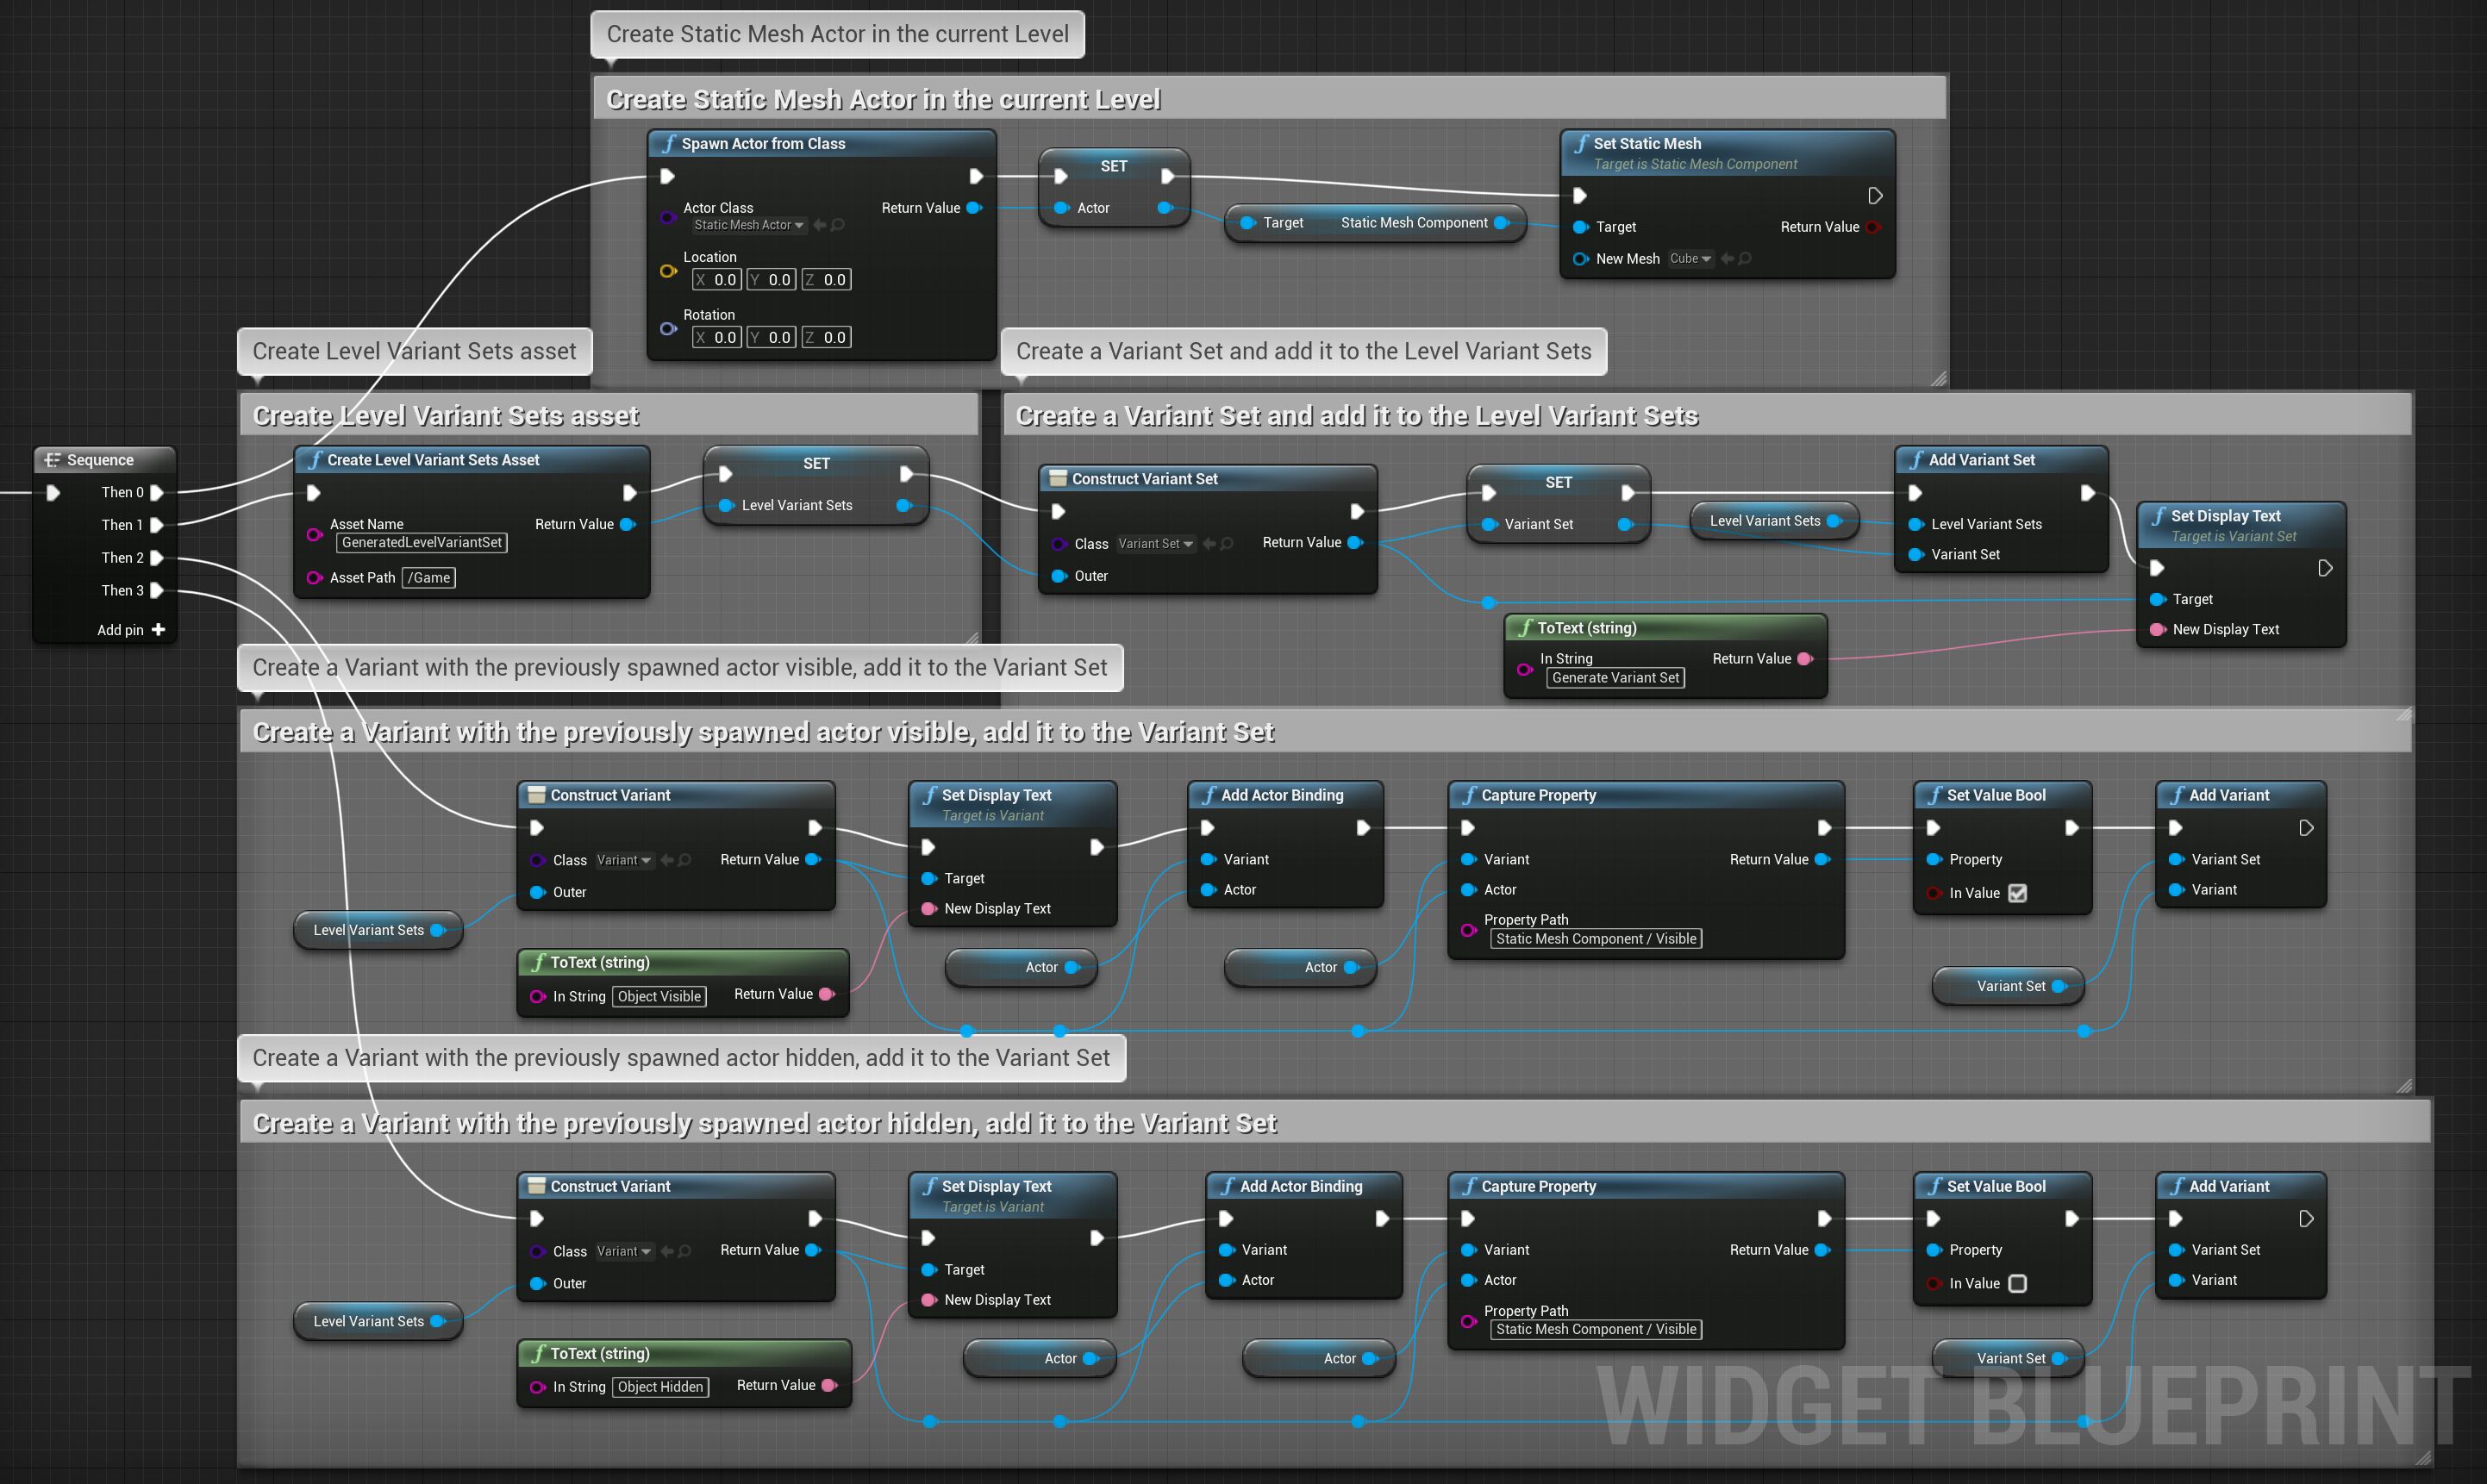 Create Static Mesh Actor in the current Level
Create Static Mesh Actor in the current Level
Spawn Actor from Class
Actor Class
Static Mesh Actor
Return Value
Location
X 0.0 Y 0.0 Z 0.0
Rotation
X 0.0 Y 0.0 Z 0.0
SET
Actor
Target Static Mesh Component
Set Static Mesh
Target is Static Mesh Component
Target Return Value
New Mesh Cube
Create Level Variant Sets asset
Create Level Variant Sets asset
Sequence
Then 0
Then 1
Then 2
Then 3
Add pin
Create Level Variant Sets Asset
Asset Name
GeneratedLevelVariantSet
Return Value
Asset Path /Game
SET
Level Variant Sets
Create a Variant Set and add it to the Level Variant Sets
Create a Variant Set and add it to the Level Variant Sets
Construct Variant Set
Class Variant Set Return Value
Outer
SET
Variant Set
Level Variant Sets
Add Variant Set
Level Variant Sets
Variant Set
Set Display Text
Target is Variant Set
Target
New Display Text
ToText (string)
In String
Generate Variant Set
Return Value
Create a Variant with the previously spawned actor visible, add it to the Variant Set
Create a Variant with the previously spawned actor visible, add it to the Variant Set
Construct Variant
Class Variant Return Value
Outer
Level Variant Sets
ToText (string)
In String Object Visible Return Value
Set Display Text
Target is Variant
Target
New Display Text
Actor
Add Actor Binding
Variant
Actor
Actor
Capture Property
Variant Return Value
Actor
Property Path
Static Mesh Component / Visible
Set Value Bool
Property
In Value
Variant Set
Add Variant
Variant Set
Variant
Create a Variant with the previously spawned actor hidden, add it to the Variant Set
Create a Variant with the previously spawned actor hidden, add it to the Variant Set
Construct Variant
Class Variant Return Value
Outer
Level Variant Sets
ToText (string)
In String Object Hidden Return Value
Set Display Text
Target is Variant
Target
New Display Text
Actor
Add Actor Binding
Variant
Actor
Actor
Capture Property
Variant Return Value
Actor
Property Path
Static Mesh Component / Visible
Set Value Bool
Property
In Value
Variant Set
Add Variant
Variant Set
Variant
WIDGET BLUEPRINT